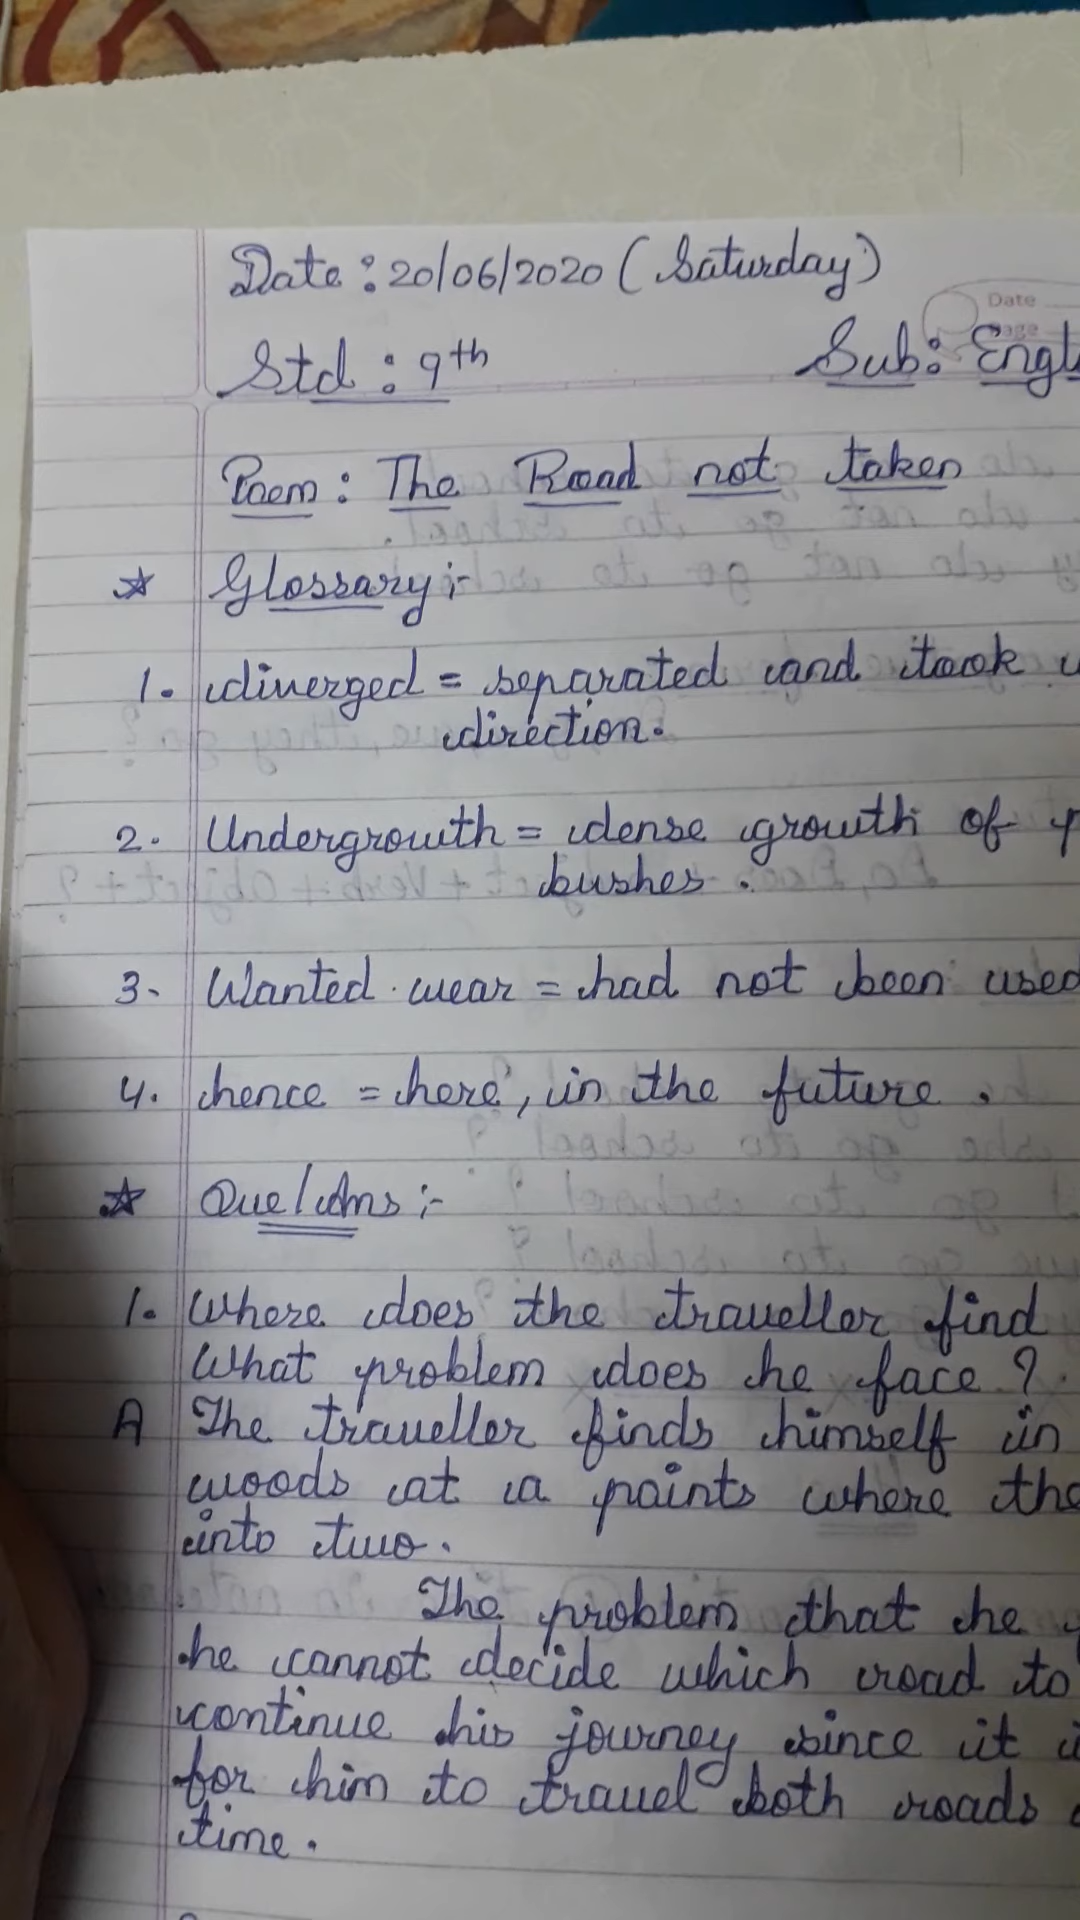 Date : 20/06/2020 (Saturday)
Date
Page
Std : 9th Sub: Engl
Poem : The Road not taken
☆ Glossary :-
1. diverged = separated and took
direction.
2. Undergrowth = dense growth of
bushes.
3. Wanted wear = had not been used
4. hence = here, in the future.
☆ Que/Ans :-
1. Where does the traveller find
What problem does he face ?
A The traveller finds himself in
woods at a points where the
into two.
The problem that he
he cannot decide which road to
continue his journey since it
for him to travel both roads
time.